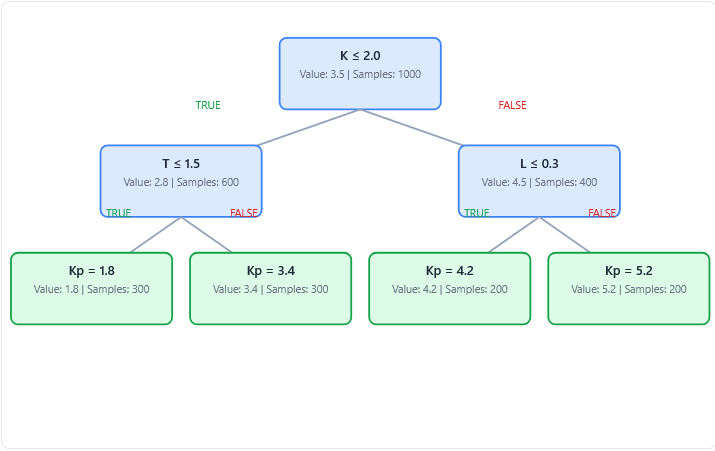 K ≤ 2.0
Value: 3.5 | Samples: 1000
TRUE
FALSE
T ≤ 1.5
Value: 2.8 | Samples: 600
L ≤ 0.3
Value: 4.5 | Samples: 400
TRUE
FALSE
TRUE
FALSE
Kp = 1.8
Value: 1.8 | Samples: 300
Kp = 3.4
Value: 3.4 | Samples: 300
Kp = 4.2
Value: 4.2 | Samples: 200
Kp = 5.2
Value: 5.2 | Samples: 200